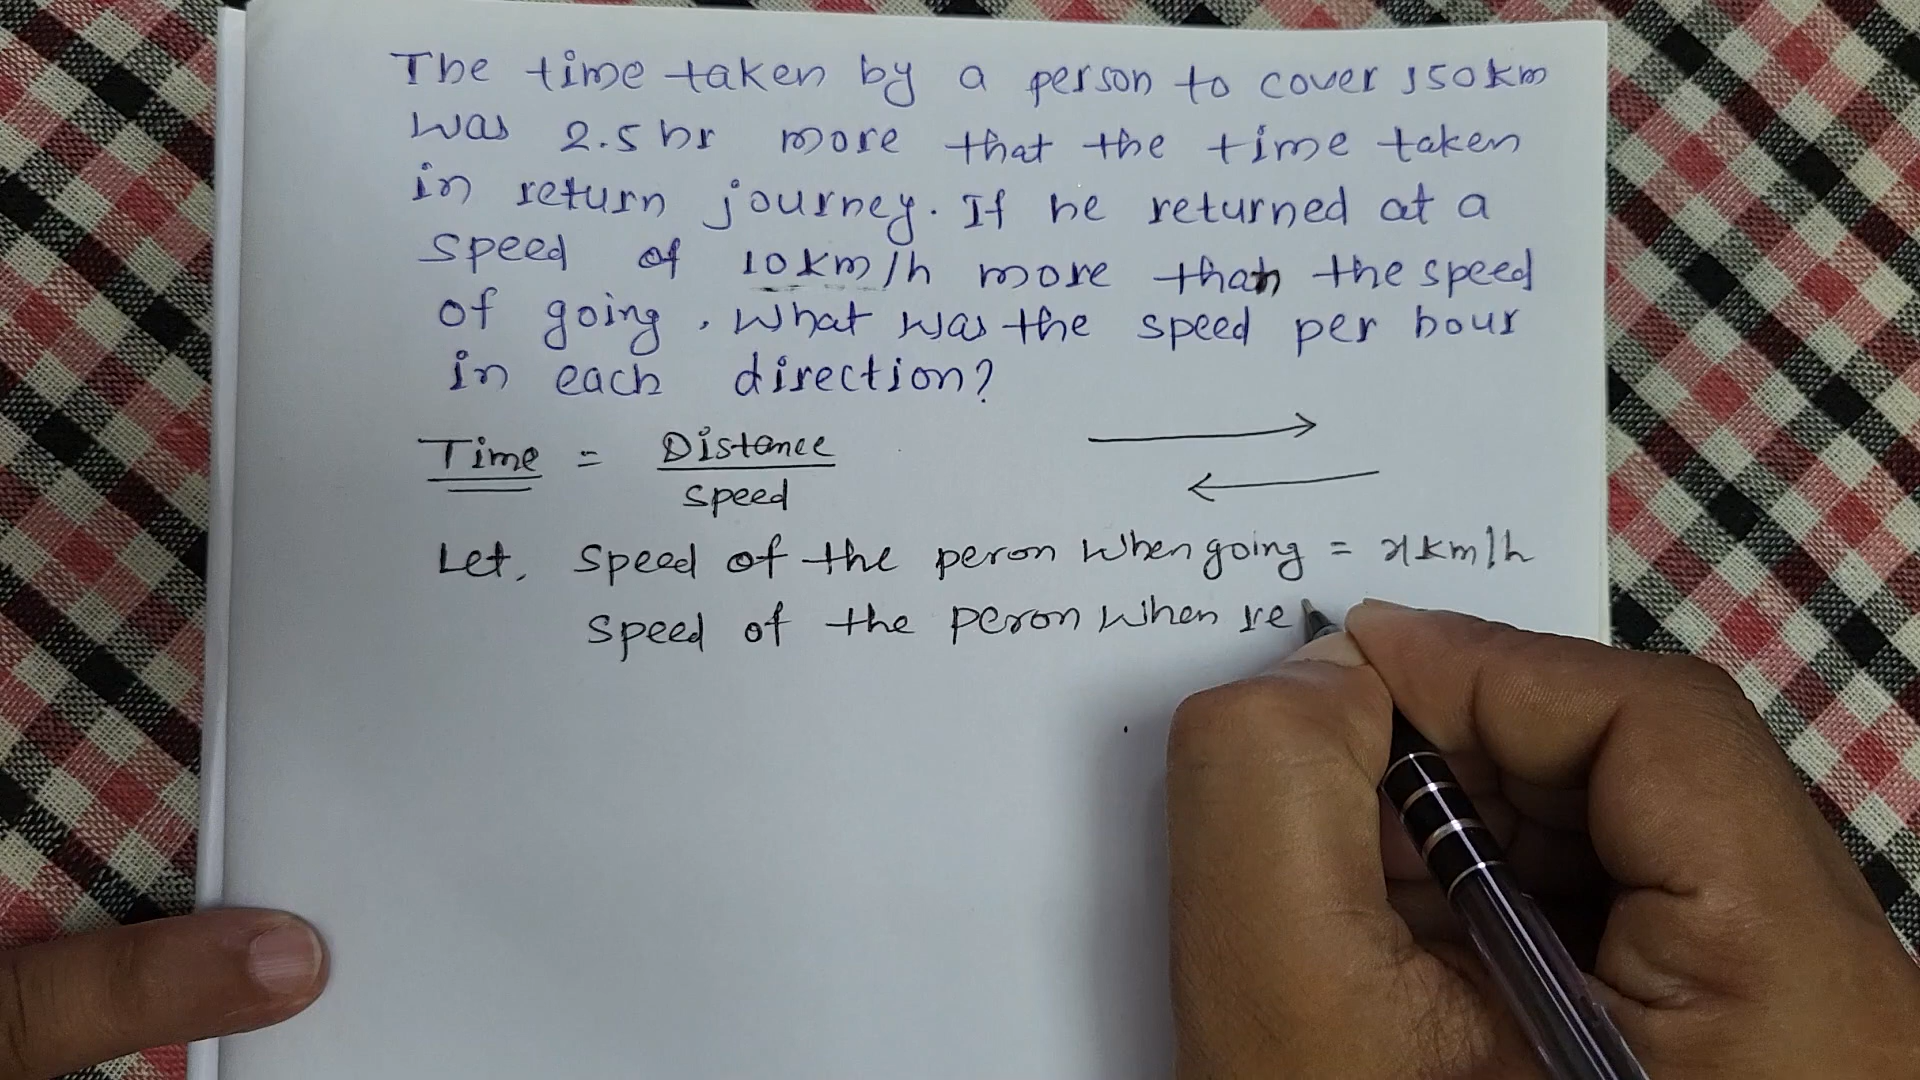 The time taken by a person to cover 150km
was 2.5 hr more that the time taken
in return journey. If he returned at a
speed of 10 km/h more than the speed
of going. What was the speed per hour
in each direction?
Time = Distance
speed
Let, speed of the peron when going = x km/h
speed of the peron when re